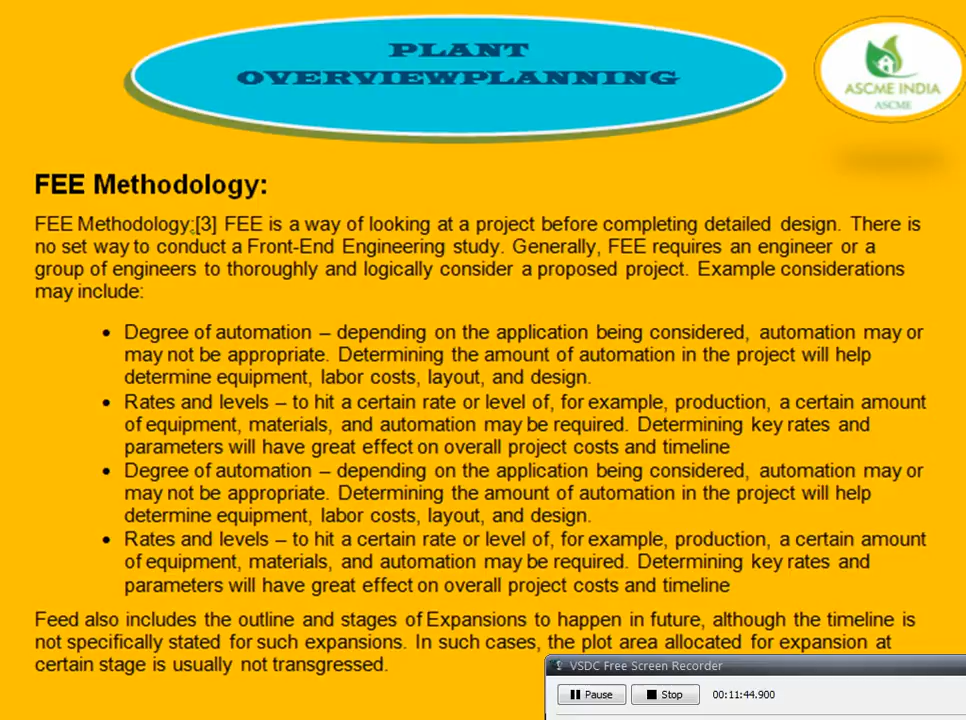 PLANT
OVERVIEWPLANNING
ASCME INDIA
ASCME
FEE Methodology:
FEE Methodology:[3] FEE is a way of looking at a project before completing detailed design. There is
no set way to conduct a Front-End Engineering study. Generally, FEE requires an engineer or a
group of engineers to thoroughly and logically consider a proposed project. Example considerations
may include:
• Degree of automation – depending on the application being considered, automation may or
may not be appropriate. Determining the amount of automation in the project will help
determine equipment, labor costs, layout, and design.
• Rates and levels – to hit a certain rate or level of, for example, production, a certain amount
of equipment, materials, and automation may be required. Determining key rates and
parameters will have great effect on overall project costs and timeline
• Degree of automation – depending on the application being considered, automation may or
may not be appropriate. Determining the amount of automation in the project will help
determine equipment, labor costs, layout, and design.
• Rates and levels – to hit a certain rate or level of, for example, production, a certain amount
of equipment, materials, and automation may be required. Determining key rates and
parameters will have great effect on overall project costs and timeline
Feed also includes the outline and stages of Expansions to happen in future, although the timeline is
not specifically stated for such expansions. In such cases, the plot area allocated for expansion at
certain stage is usually not transgressed.
VSDC Free Screen Recorder
Pause Stop 00:11:44.900